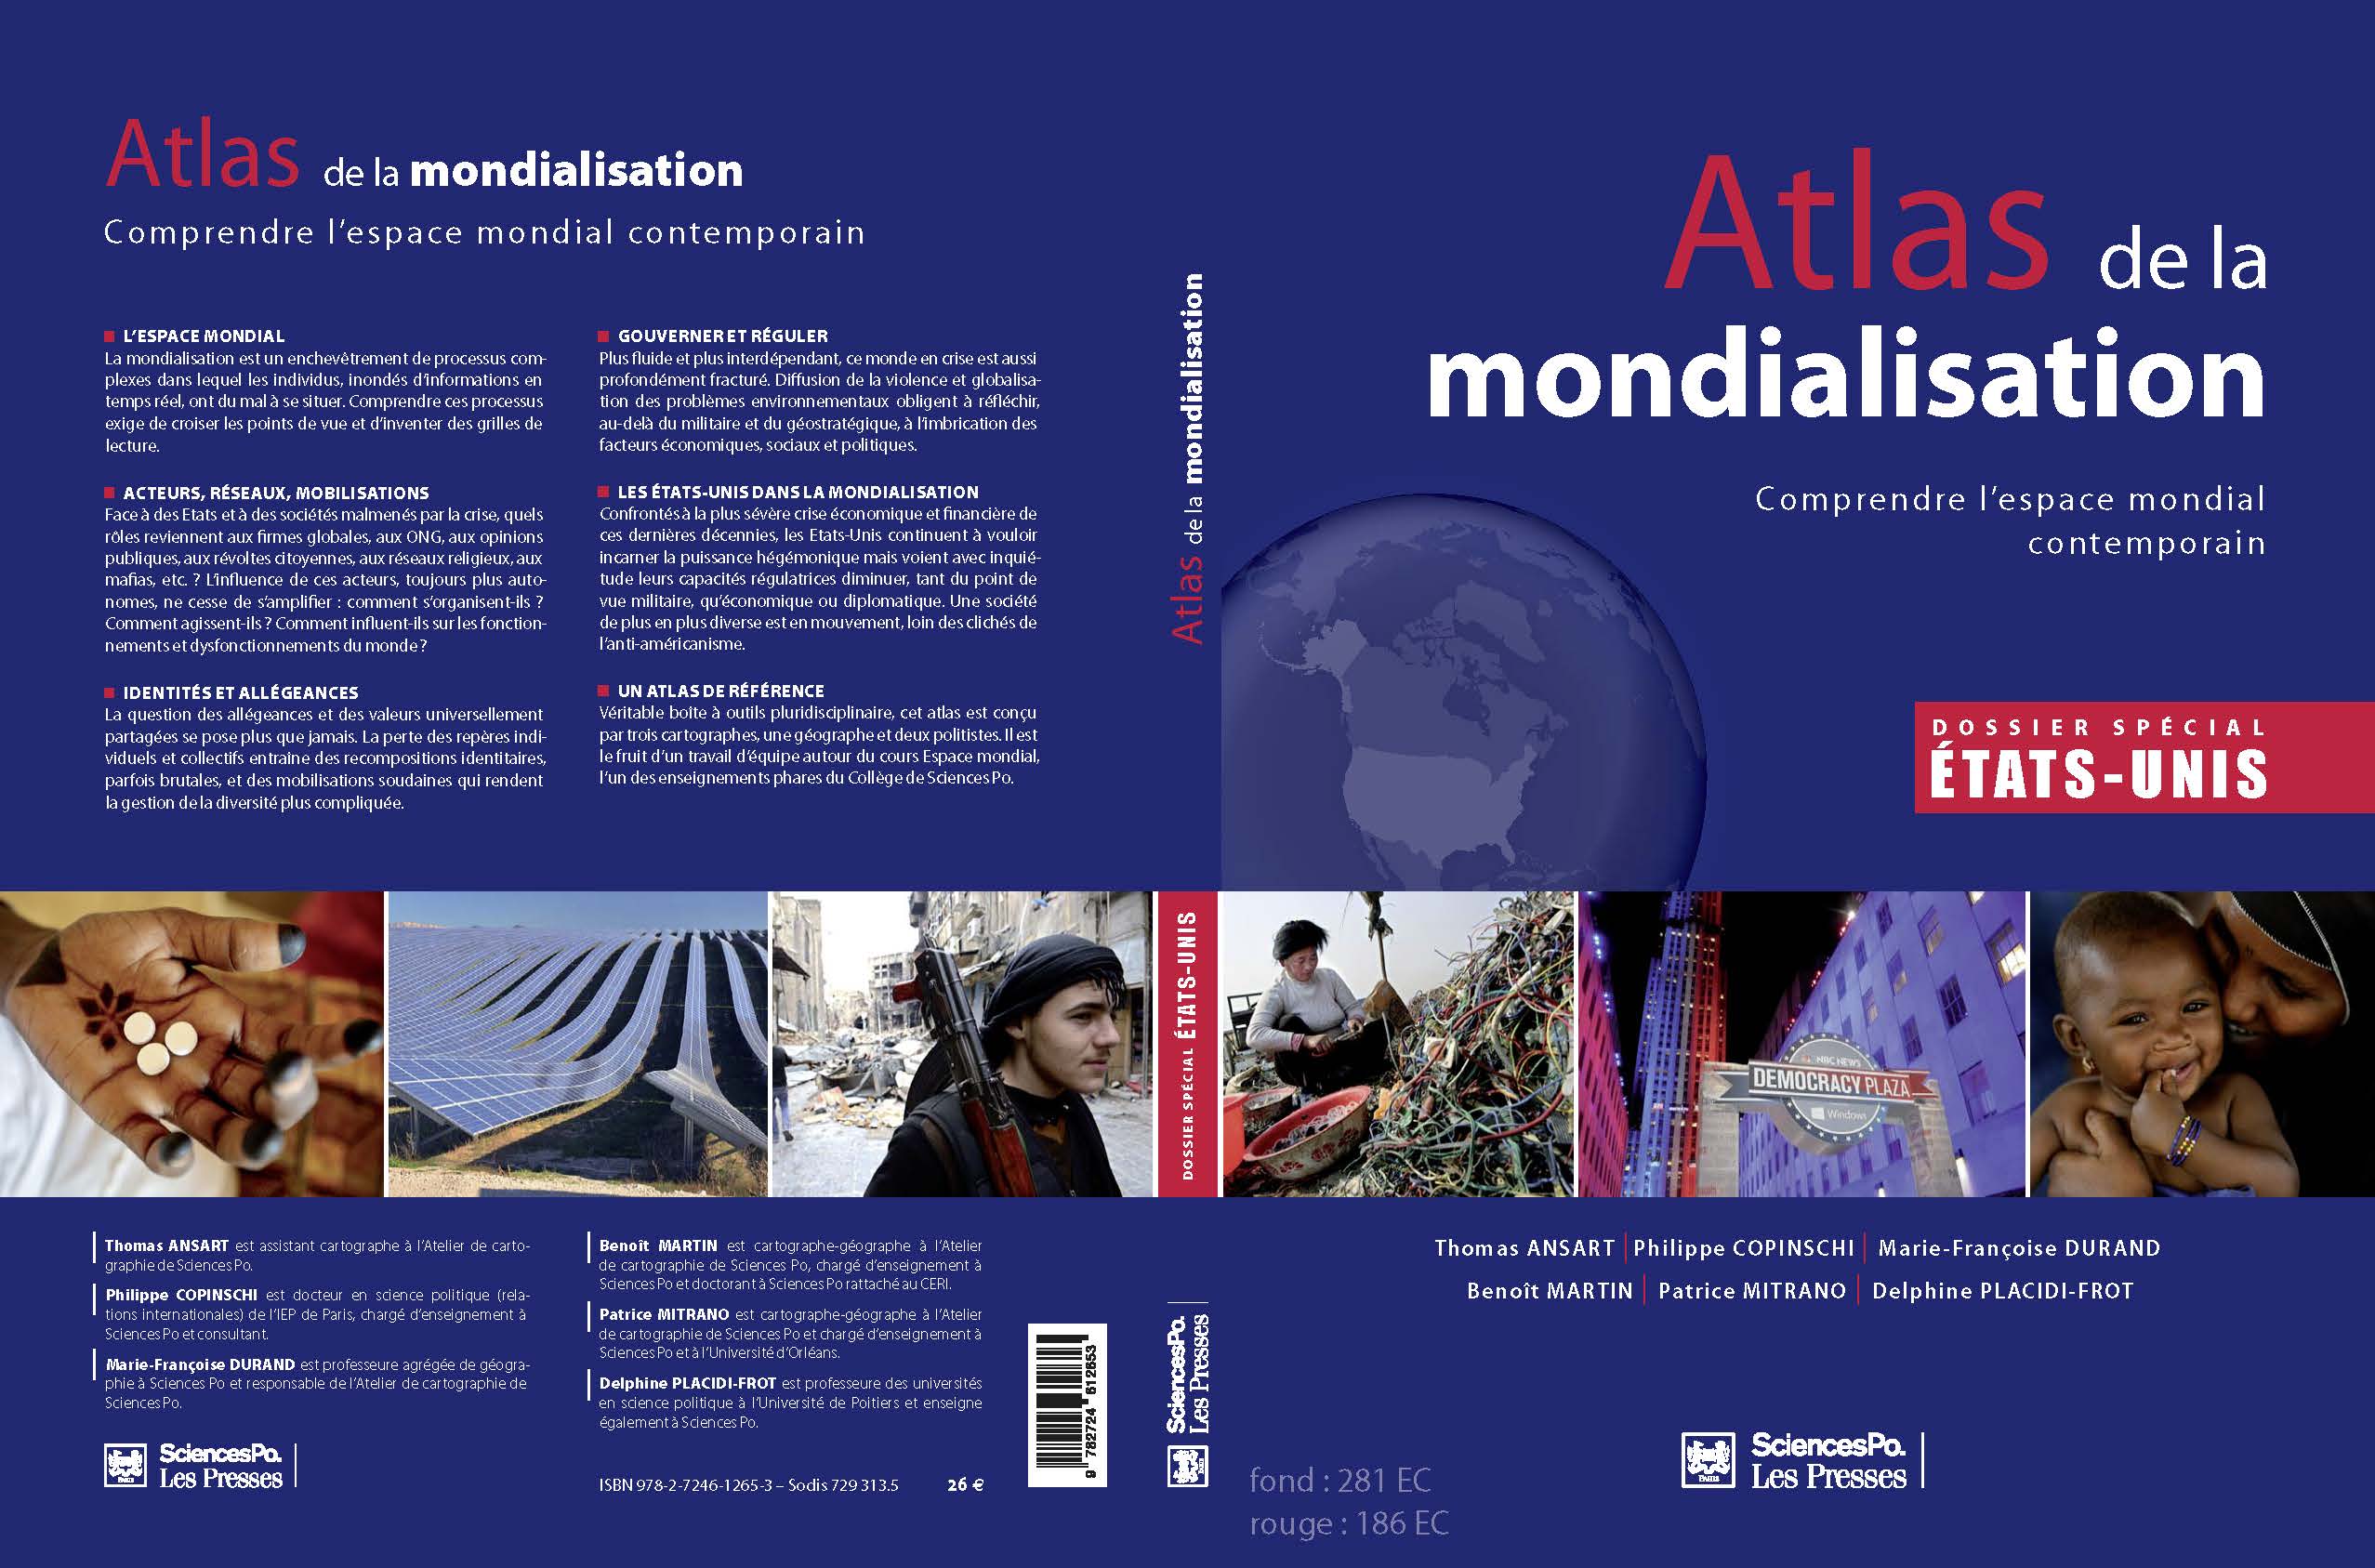 Atlas de la mondialisation
Comprendre l'espace mondial contemporain
L'ESPACE MONDIAL
La mondialisation est un enchevêtrement de processus com-
plexes dans lequel les individus, inondés d'informations en
temps réel, ont du mal à se situer. Comprendre ces processus
exige de croiser les points de vue et d'inventer des grilles de
lecture.
ACTEURS, RÉSEAUX, MOBILISATIONS
Face à des Etats et à des sociétés malmenés par la crise, quels
rôles reviennent aux firmes globales, aux ONG, aux opinions
publiques, aux révoltes citoyennes, aux réseaux religieux, aux
mafias, etc. ? L'influence de ces acteurs, toujours plus auto-
nomes, ne cesse de s'amplifier : comment s'organisent-ils ?
Comment agissent-ils ? Comment influent-ils sur les fonction-
nements et dysfonctionnements du monde ?
IDENTITÉS ET ALLÉGEANCES
La question des allégeances et des valeurs universellement
partagées se pose plus que jamais. La perte des repères indi-
viduels et collectifs entraine des recompositions identitaires,
parfois brutales, et des mobilisations soudaines qui rendent
la gestion de la diversité plus compliquée.
GOUVERNER ET RÉGULER
Plus fluide et plus interdépendant, ce monde en crise est aussi
profondément fracturé. Diffusion de la violence et globalisa-
tion des problèmes environnementaux obligent à réfléchir,
au-delà du militaire et du géostratégique, à l'imbrication des
facteurs économiques, sociaux et politiques.
LES ÉTATS-UNIS DANS LA MONDIALISATION
Confrontés à la plus sévère crise économique et financière de
ces dernières décennies, les Etats-Unis continuent à vouloir
incarner la puissance hégémonique mais voient avec inquié-
tude leurs capacités régulatrices diminuer, tant du point de
vue militaire, qu'économique ou diplomatique. Une société
de plus en plus diverse est en mouvement, loin des clichés de
l'anti-américanisme.
UN ATLAS DE RÉFÉRENCE
Véritable boîte à outils pluridisciplinaire, cet atlas est conçu
par trois cartographes, une géographe et deux politistes. Il est
le fruit d'un travail d'équipe autour du cours Espace mondial,
l'un des enseignements phares du Collège de Sciences Po.
Thomas ANSART est assistant cartographe à l'Atelier de carto-
graphie de Sciences Po.
Philippe COPINSCHI est docteur en science politique (rela-
tions internationales) de l'IEP de Paris, chargé d'enseignement à
Sciences Po et consultant.
Marie-Françoise DURAND est professeure agrégée de géogra-
phie à Sciences Po et responsable de l'Atelier de cartographie de
Sciences Po.
Benoît MARTIN est cartographe-géographe à l'Atelier
de cartographie de Sciences Po, chargé d'enseignement à
Sciences Po et doctorant à Sciences Po rattaché au CERI.
Patrice MITRANO est cartographe-géographe à l'Atelier
de cartographie de Sciences Po et chargé d'enseignement à
Sciences Po et à l'Université d'Orléans.
Delphine PLACIDI-FROT est professeure des universités
en science politique à l'Université de Poitiers et enseigne
également à Sciences Po.
PARIS
SciencesPo.
Les Presses
ISBN 978-2-7246-1265-3 – Sodis 729 313.5 26 €
9 782724 612653
Atlas de la mondialisation
DOSSIER SPÉCIAL ÉTATS-UNIS
PARIS
SciencesPo.
Les Presses
Atlas de la
mondialisation
Comprendre l'espace mondial
contemporain
DOSSIER SPÉCIAL
ÉTATS-UNIS
NBC NEWS
DEMOCRACY PLAZA
Windows
Thomas ANSART | Philippe COPINSCHI | Marie-Françoise DURAND
Benoît MARTIN | Patrice MITRANO | Delphine PLACIDI-FROT
PARIS
SciencesPo.
Les Presses
fond : 281 EC
rouge : 186 EC